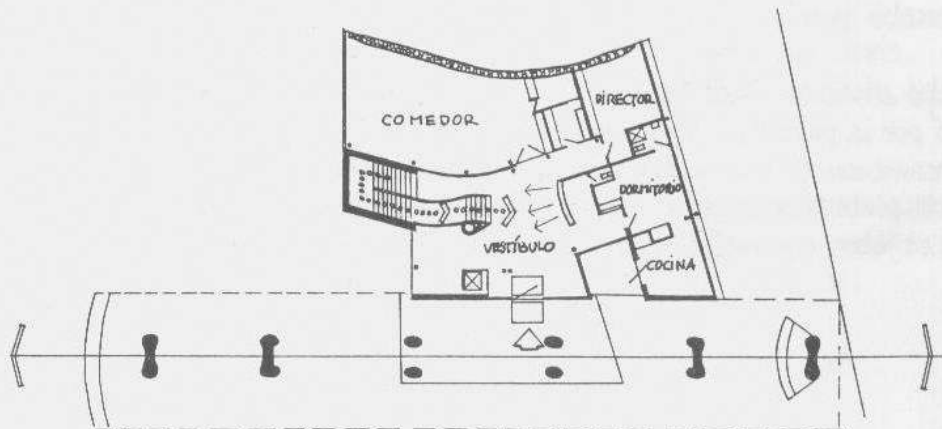 COMEDOR
DIRECTOR
DORMITORIO
VESTÍBULO
COCINA